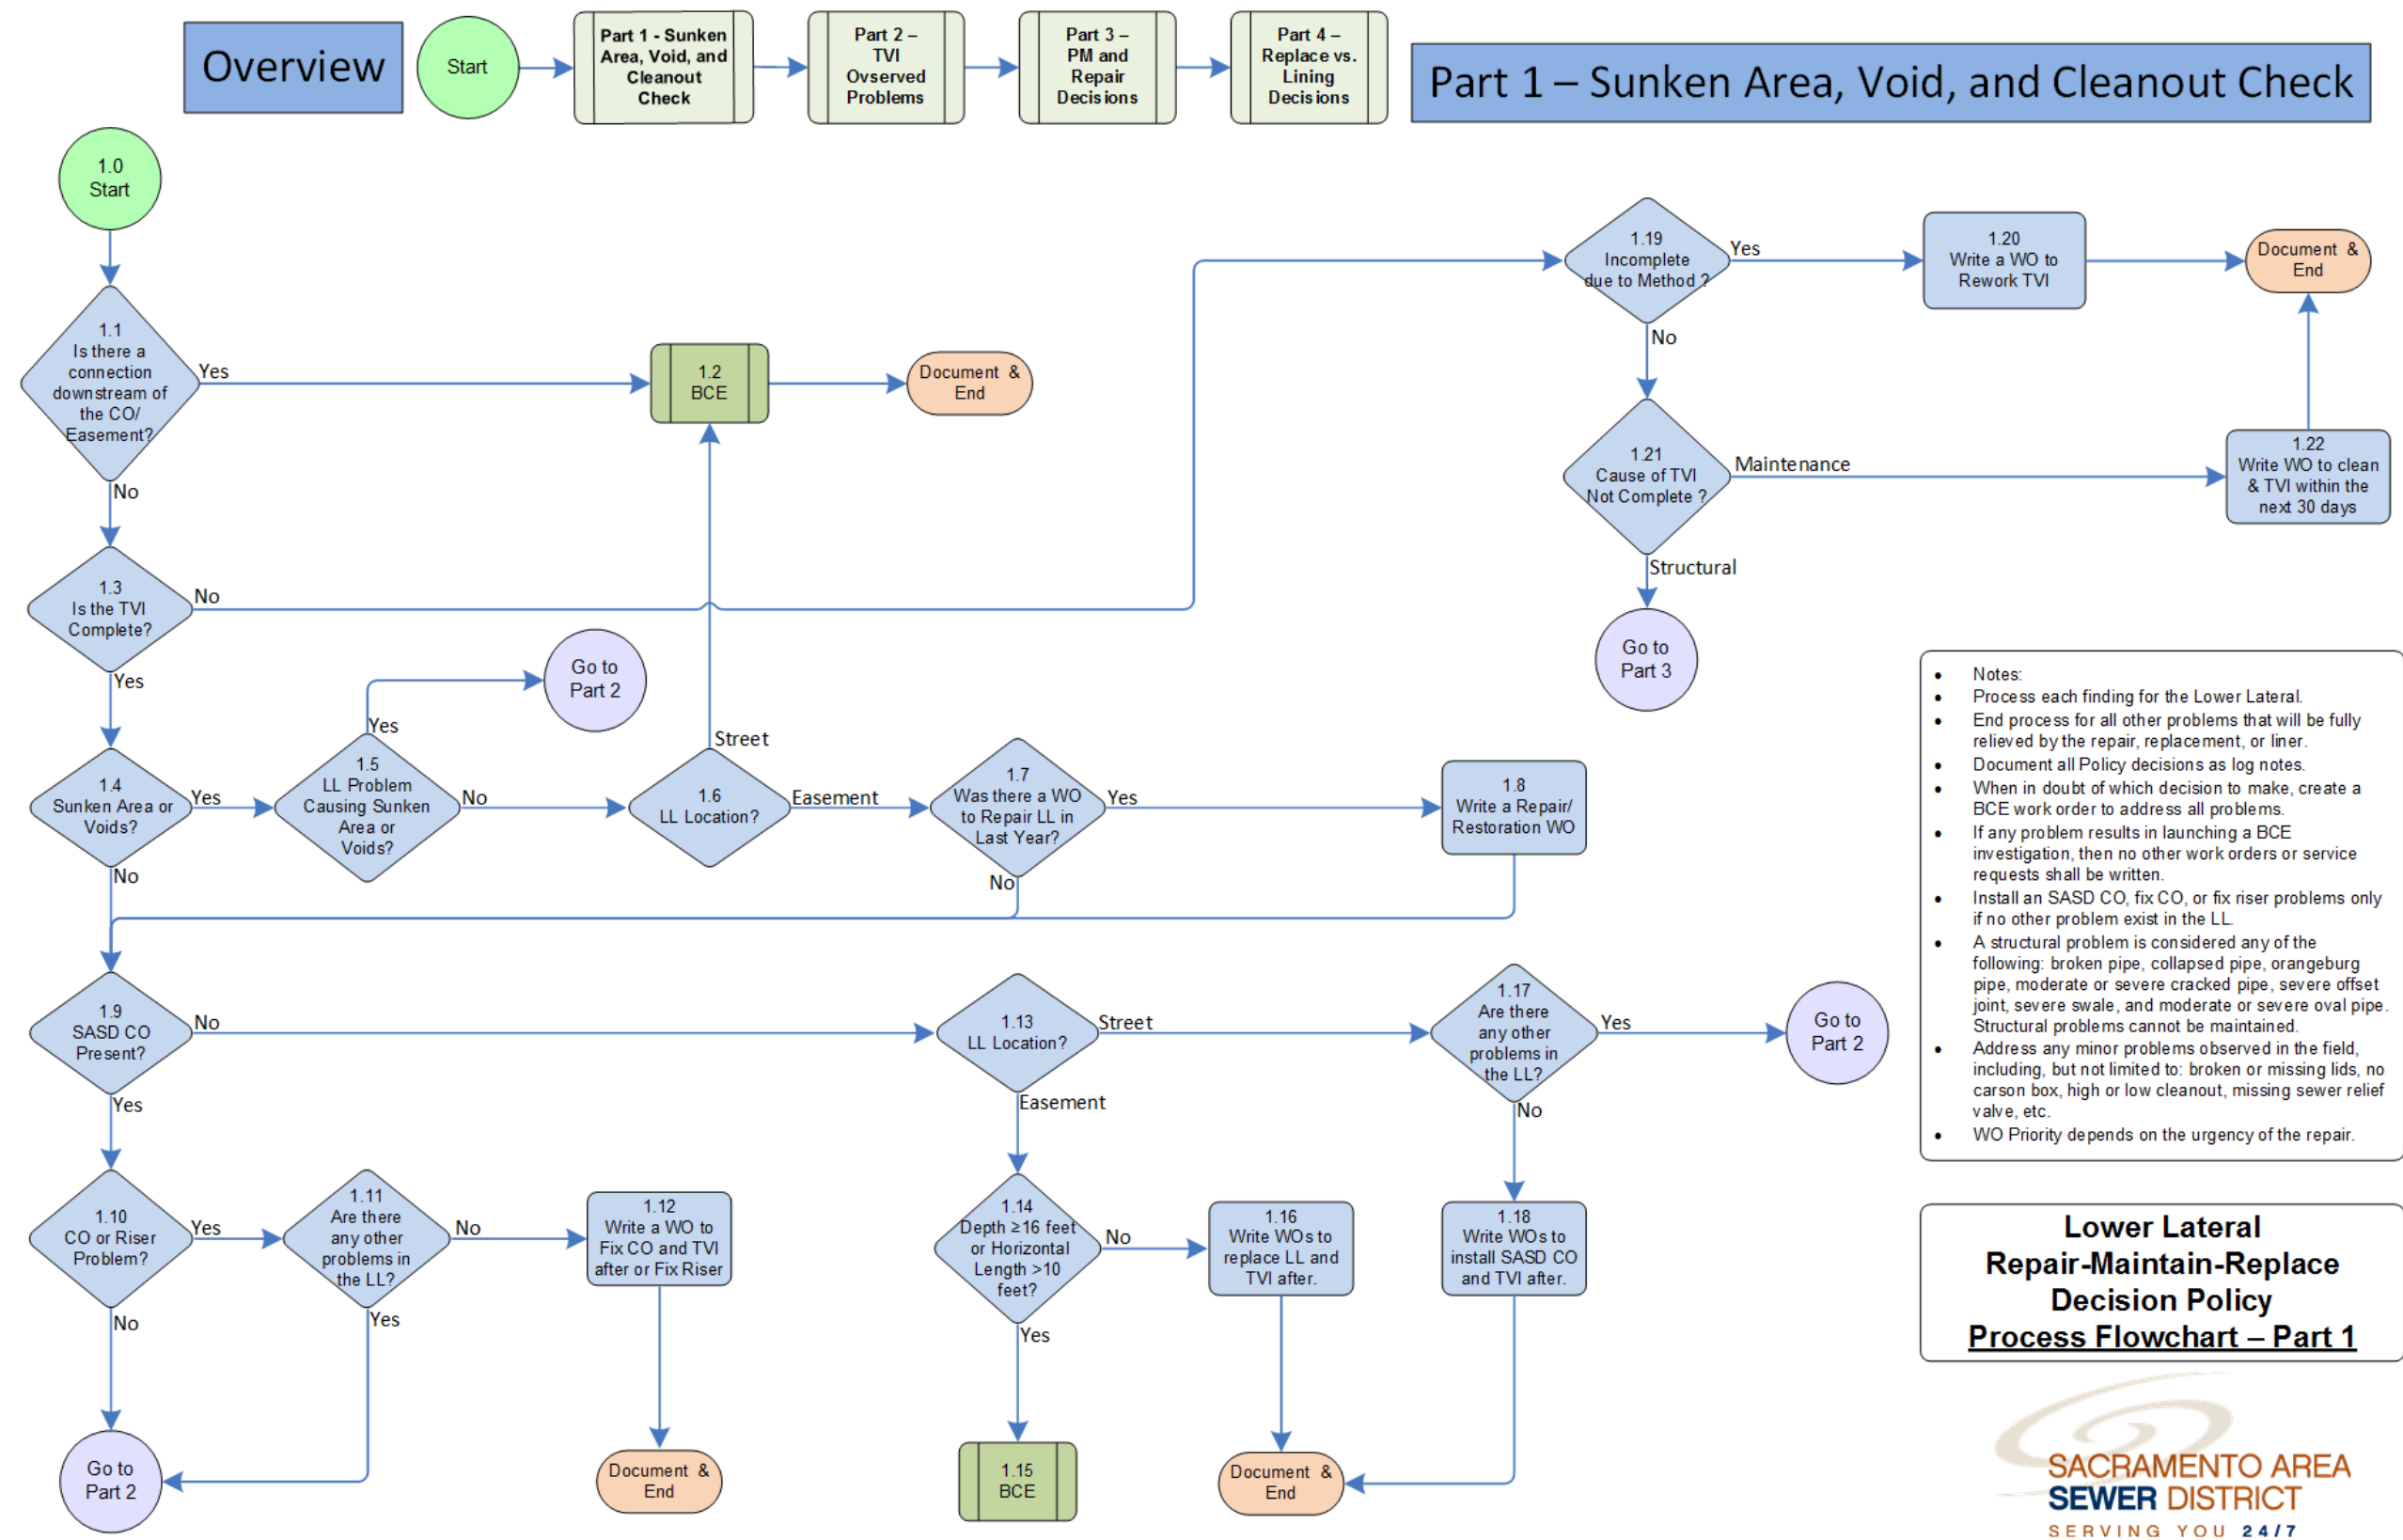 Overview
Start
Part 1 - Sunken
Area, Void, and
Cleanout
Check
Part 2 –
TVI
Ovserved
Problems
Part 3 –
PM and
Repair
Decisions
Part 4 –
Replace vs.
Lining
Decisions
Part 1 – Sunken Area, Void, and Cleanout Check
1.0
Start
1.1
Is there a
connection
downstream of
the CO/
Easement?
Yes
No
1.2
BCE
Document &
End
1.19
Incomplete
due to Method ?
Yes
No
1.20
Write a WO to
Rework TVI
Document &
End
1.21
Cause of TVI
Not Complete ?
Maintenance
Structural
1.22
Write WO to clean
& TVI within the
next 30 days
Go to
Part 3
1.3
Is the TVI
Complete?
No
Yes
Go to
Part 2
1.4
Sunken Area or
Voids?
Yes
No
1.5
LL Problem
Causing Sunken
Area or
Voids?
Yes
No
1.6
LL Location?
Street
Easement
1.7
Was there a WO
to Repair LL in
Last Year?
Yes
No
1.8
Write a Repair/
Restoration WO
1.9
SASD CO
Present?
No
Yes
1.13
LL Location?
Street
Easement
1.17
Are there
any other
problems in
the LL?
Yes
No
Go to
Part 2
1.10
CO or Riser
Problem?
Yes
No
1.11
Are there
any other
problems in
the LL?
No
Yes
1.12
Write a WO to
Fix CO and TVI
after or Fix Riser
1.14
Depth ≥16 feet
or Horizontal
Length >10
feet?
No
Yes
1.16
Write WOs to
replace LL and
TVI after.
1.18
Write WOs to
install SASD CO
and TVI after.
Go to
Part 2
Document &
End
1.15
BCE
Document &
End
• Notes:
• Process each finding for the Lower Lateral.
• End process for all other problems that will be fully
relieved by the repair, replacement, or liner.
• Document all Policy decisions as log notes.
• When in doubt of which decision to make, create a
BCE work order to address all problems.
• If any problem results in launching a BCE
investigation, then no other work orders or service
requests shall be written.
• Install an SASD CO, fix CO, or fix riser problems only
if no other problem exist in the LL.
• A structural problem is considered any of the
following: broken pipe, collapsed pipe, orangeburg
pipe, moderate or severe cracked pipe, severe offset
joint, severe swale, and moderate or severe oval pipe.
Structural problems cannot be maintained.
• Address any minor problems observed in the field,
including, but not limited to: broken or missing lids, no
carson box, high or low cleanout, missing sewer relief
valve, etc.
• WO Priority depends on the urgency of the repair.
Lower Lateral
Repair-Maintain-Replace
Decision Policy
Process Flowchart – Part 1
SACRAMENTO AREA
SEWER DISTRICT
SERVING YOU 24/7